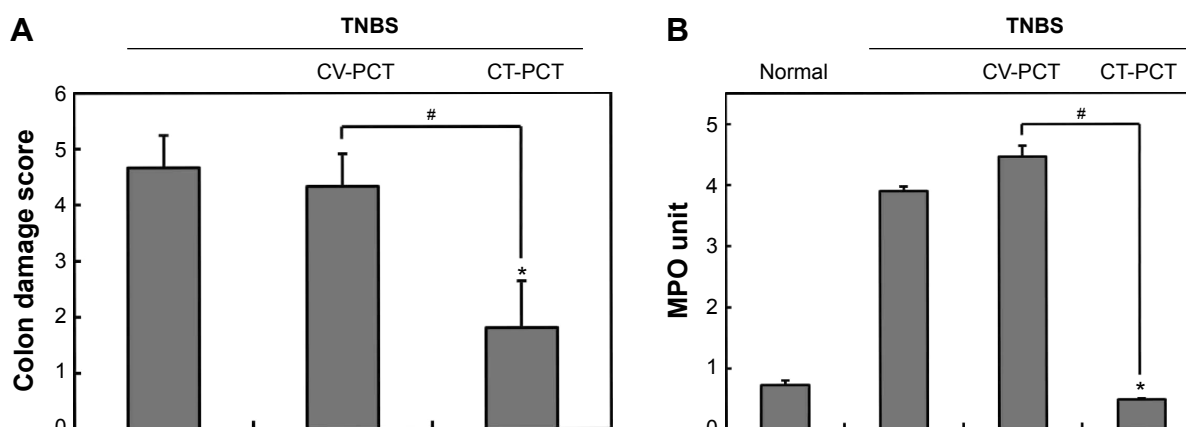 A
TNBS
CV-PCT
CT-PCT
Colon damage score
6
5
4
3
2
1
0
#
*
B
TNBS
Normal
CV-PCT
CT-PCT
MPO unit
5
4
3
2
1
0
#
*